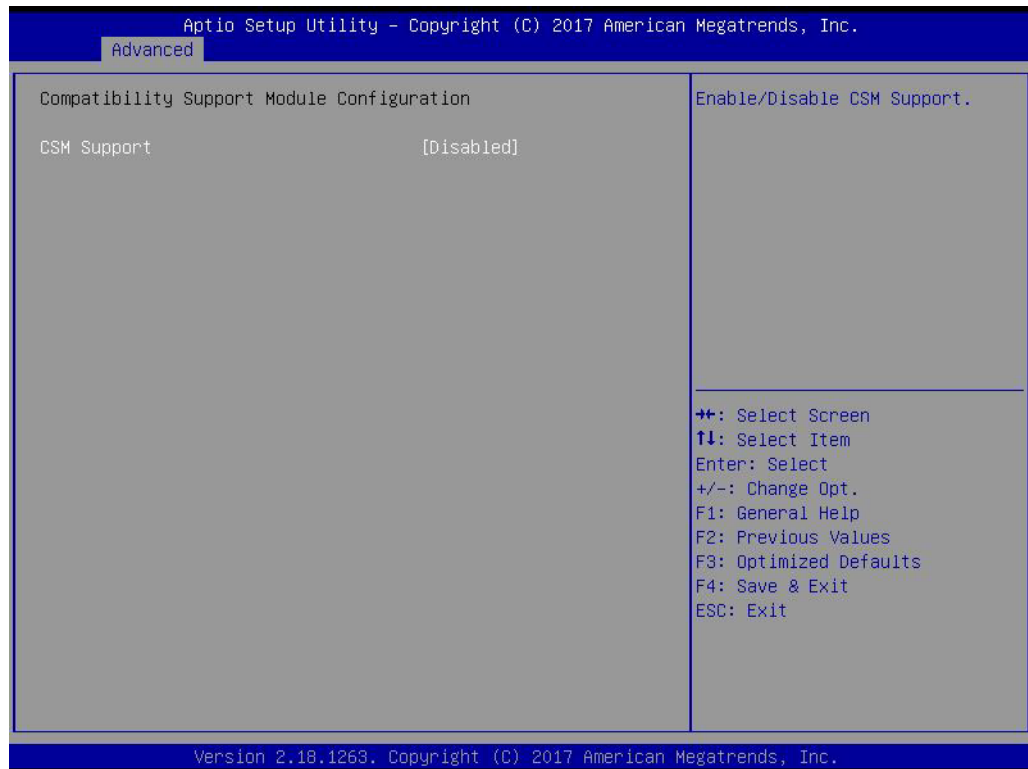 Aptio Setup Utility – Copyright (C) 2017 American Megatrends, Inc.
Advanced
Compatibility Support Module Configuration
CSM Support [Disabled]
Enable/Disable CSM Support.
→←: Select Screen
↑↓: Select Item
Enter: Select
+/-: Change Opt.
F1: General Help
F2: Previous Values
F3: Optimized Defaults
F4: Save & Exit
ESC: Exit
Version 2.18.1263. Copyright (C) 2017 American Megatrends, Inc.